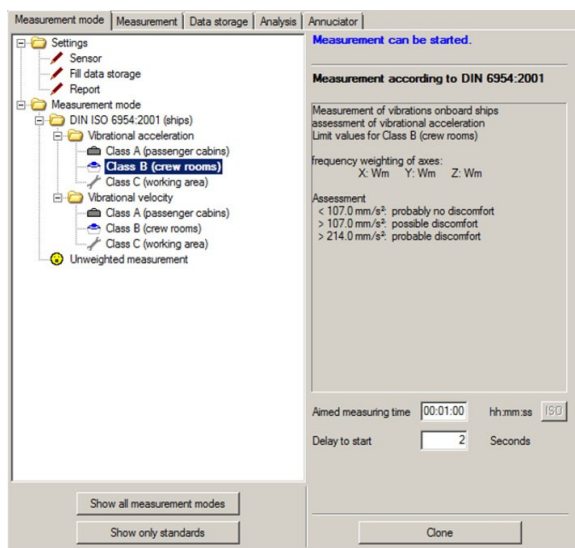 Measurement mode
Measurement
Data storage
Analysis
Annuciator
Settings
Sensor
Fill data storage
Report
Measurement mode
DIN ISO 6954:2001 (ships)
Vibrational acceleration
Class A (passenger cabins)
Class B (crew rooms)
Class C (working area)
Vibrational velocity
Class A (passenger cabins)
Class B (crew rooms)
Class C (working area)
Unweighted measurement
Show all measurement modes
Show only standards
Measurement can be started.
Measurement according to DIN 6954:2001
Measurement of vibrations onboard ships
assessment of vibrational acceleration
Limit values for Class B (crew rooms)
frequency weighting of axes:
X: Wm Y: Wm Z: Wm
Assessment
< 107.0 mm/s²: probably no discomfort
> 107.0 mm/s²: possible discomfort
> 214.0 mm/s²: probable discomfort
Aimed measuring time 00:01:00 hh:mm:ss ISO
Delay to start 2 Seconds
Clone